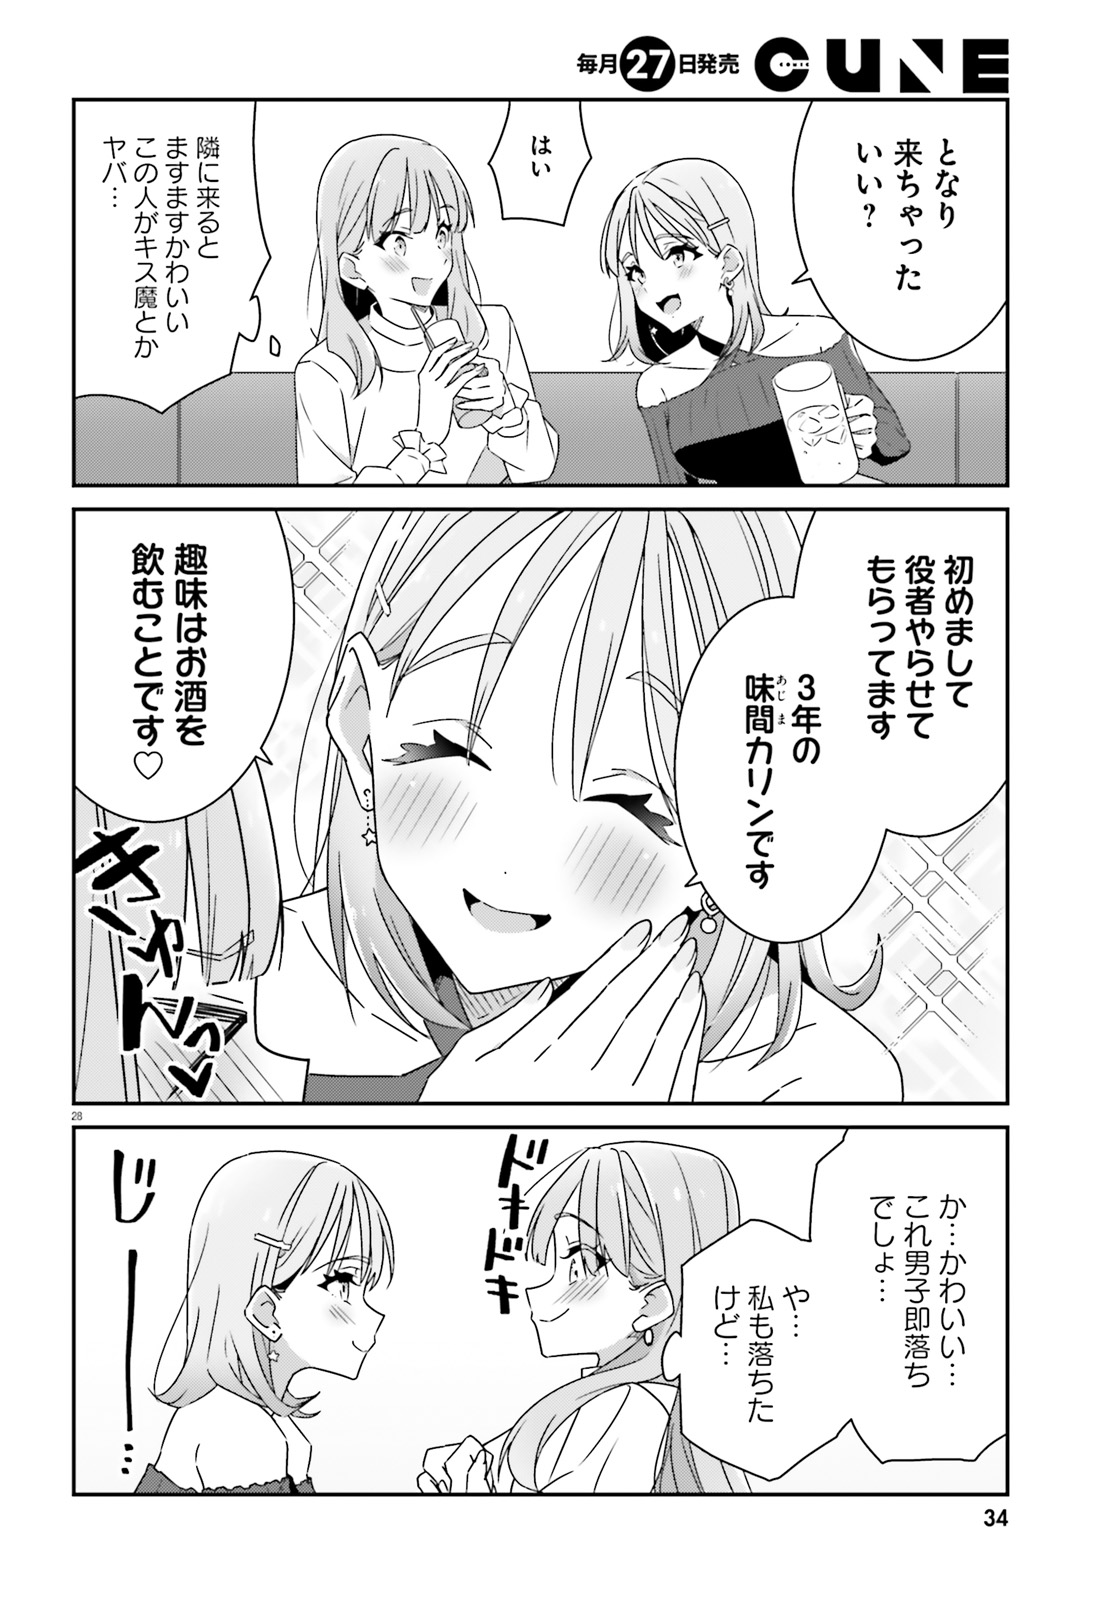 毎月27日発売 COMIC CUNE
となり
来ちゃった
いい?
はい
隣に来ると
ますますかわいい
この人がキス魔とか
ヤバ…
初めまして
役者やらせて
もらってます
3年の
味間カリンです
あじま
趣味はお酒を
飲むことです♡
きゅんっ♡
28
か…かわいい…
これ男子即落ち
でしょ…
や…
私も落ちた
けど…
ドキ
ドキ
じーー…
34